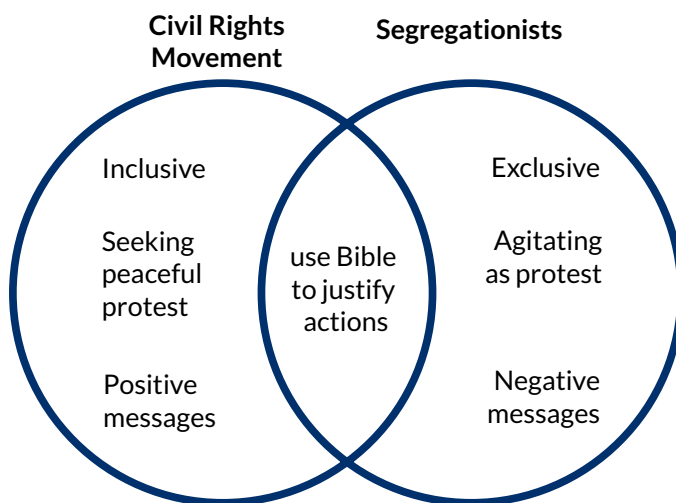 Civil Rights
Movement
Segregationists
Inclusive
Seeking
peaceful
protest
Positive
messages
use Bible
to justify
actions
Exclusive
Agitating
as protest
Negative
messages